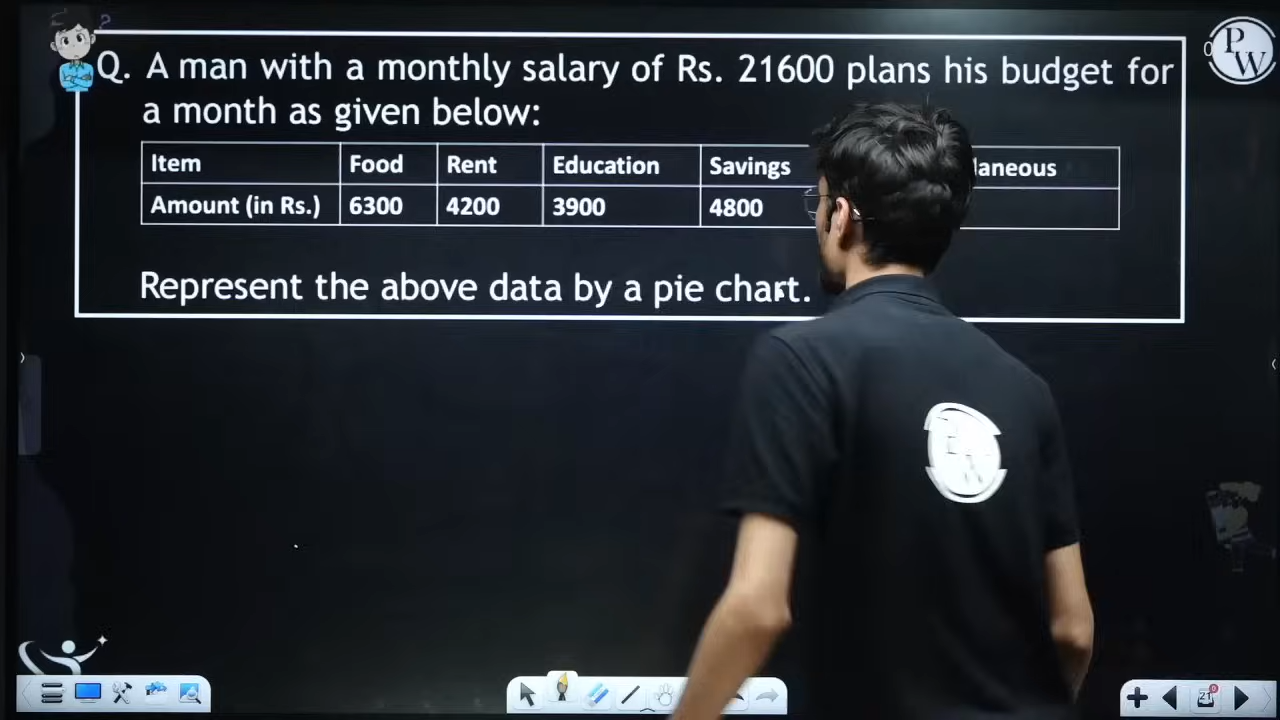 Q. A man with a monthly salary of Rs. 21600 plans his budget for
a month as given below:
Item Food Rent Education Savings laneous
Amount (in Rs.) 6300 4200 3900 4800
Represent the above data by a pie chart.
PW